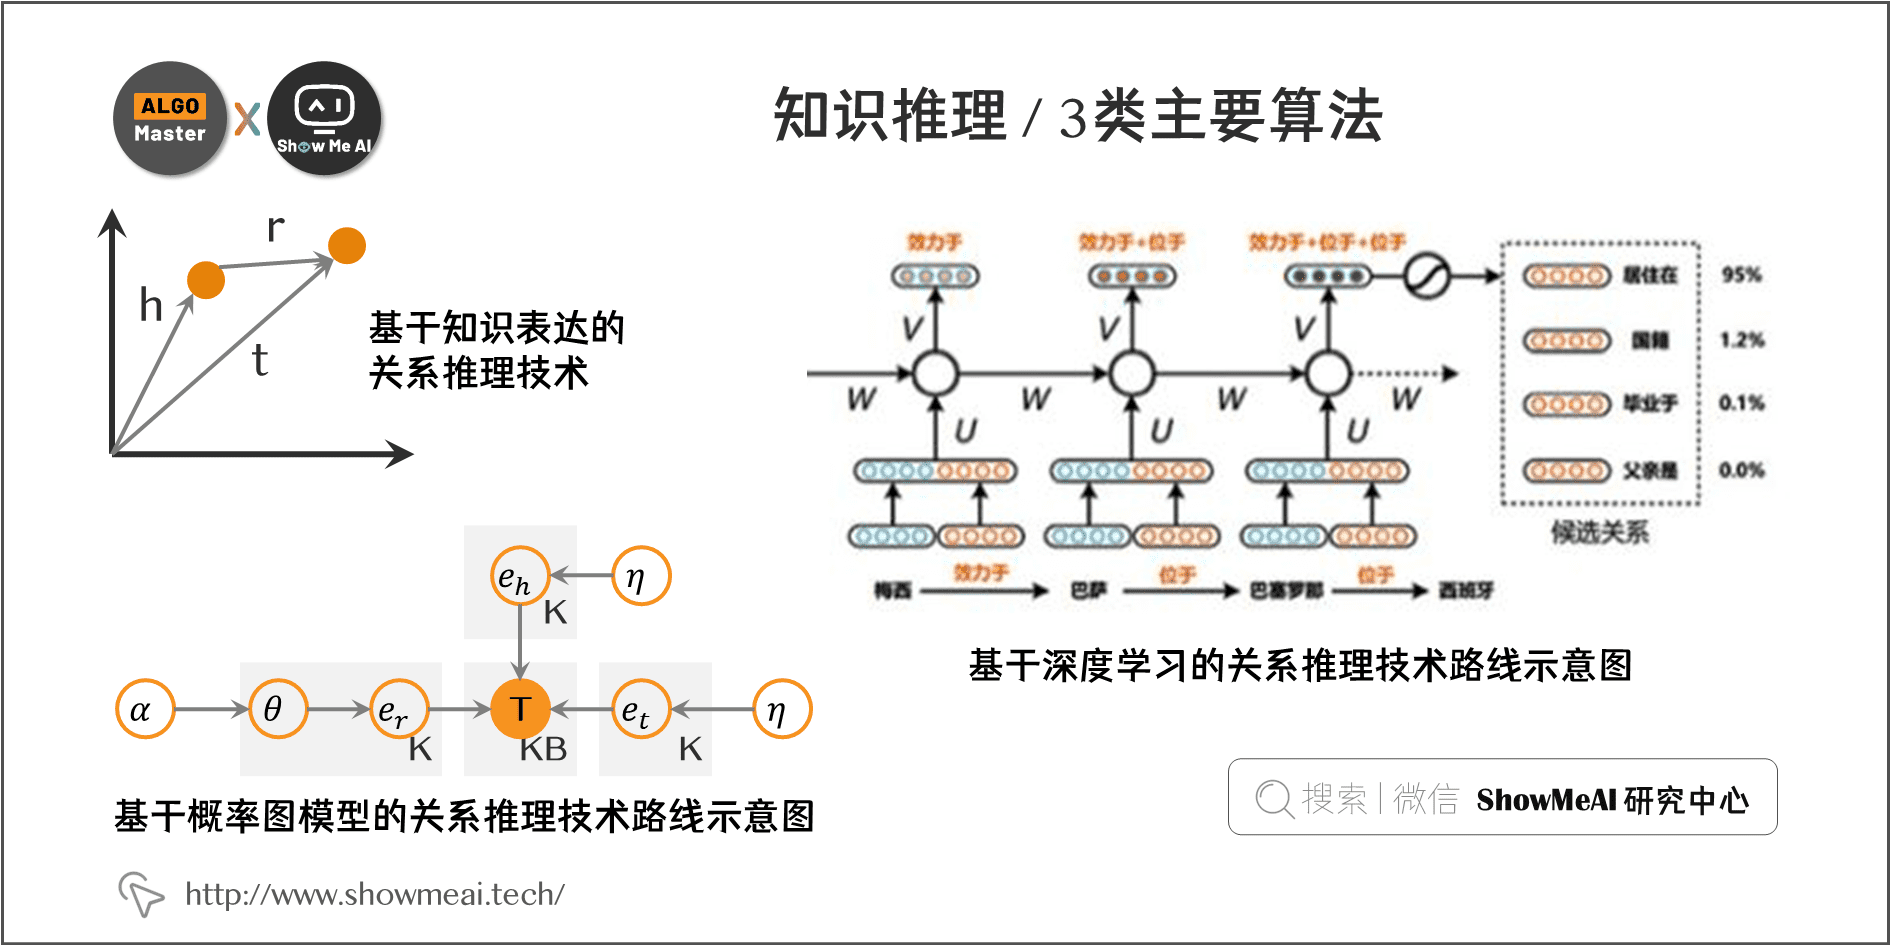 ALGO
Master
X
Show Me AI
知识推理 / 3类主要算法
r
h
t
基于知识表达的
关系推理技术
效力于
效力于+位于
效力于+位于+位于
V
V
V
W
W
W
W
U
U
U
居住在 95%
国籍 1.2%
毕业于 0.1%
父亲是 0.0%
候选关系
梅西 效力于 巴萨 位于 巴塞罗那 位于 西班牙
基于深度学习的关系推理技术路线示意图
e_h
η
K
α
θ
e_r
K
T
KB
e_t
K
η
基于概率图模型的关系推理技术路线示意图
搜索 | 微信 ShowMeAI 研究中心
http://www.showmeai.tech/